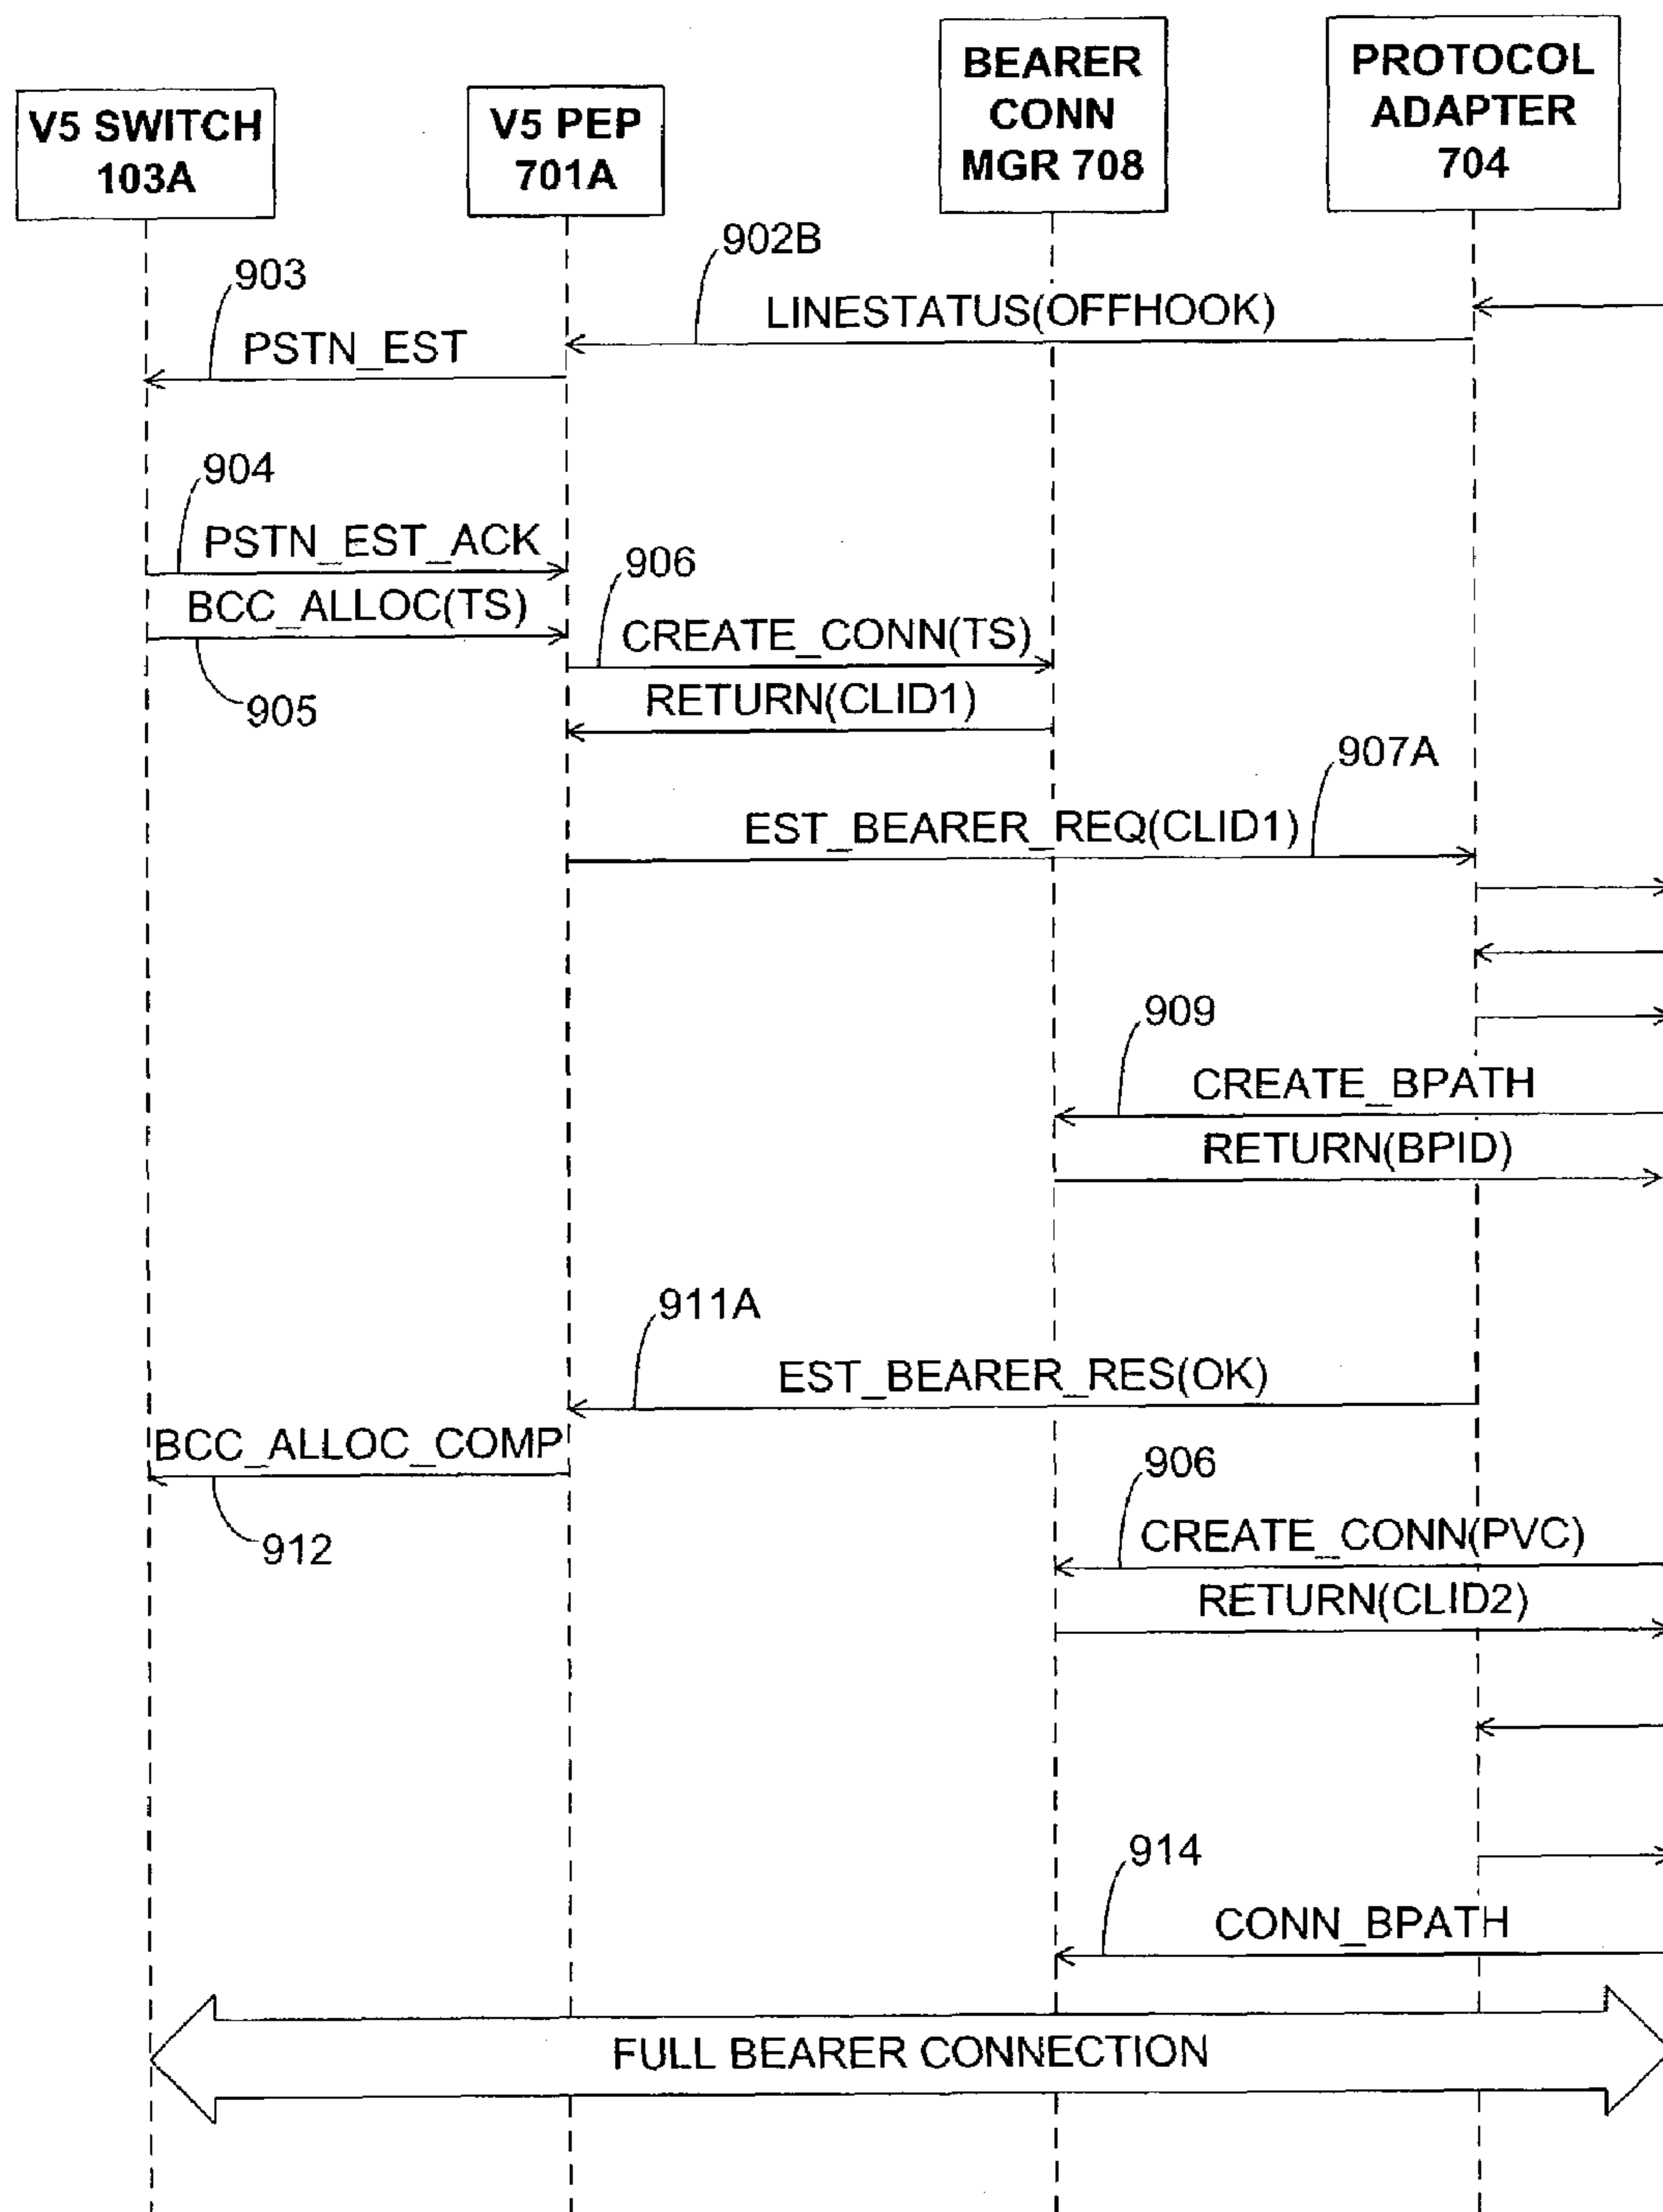 V5 SWITCH
103A
V5 PEP
701A
BEARER
CONN
MGR 708
PROTOCOL
ADAPTER
704
902B
903
LINESTATUS(OFFHOOK)
PSTN_EST
904
PSTN_EST_ACK
906
BCC_ALLOC(TS)
CREATE_CONN(TS)
905
RETURN(CLID1)
907A
EST_BEARER_REQ(CLID1)
909
CREATE_BPATH
RETURN(BPID)
911A
EST_BEARER_RES(OK)
BCC_ALLOC_COMP
906
912
CREATE_CONN(PVC)
RETURN(CLID2)
914
CONN_BPATH
FULL BEARER CONNECTION